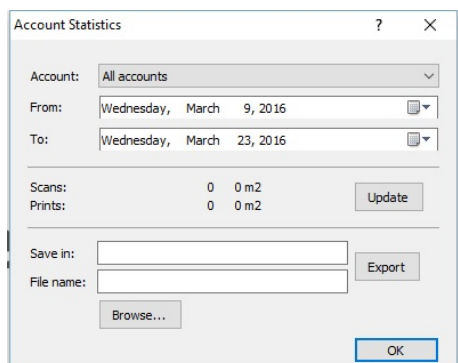 Account Statistics ? X
Account: All accounts
From: Wednesday, March 9, 2016
To: Wednesday, March 23, 2016
Scans: 0 0 m2
Prints: 0 0 m2
Update
Save in:
Export
File name:
Browse...
OK